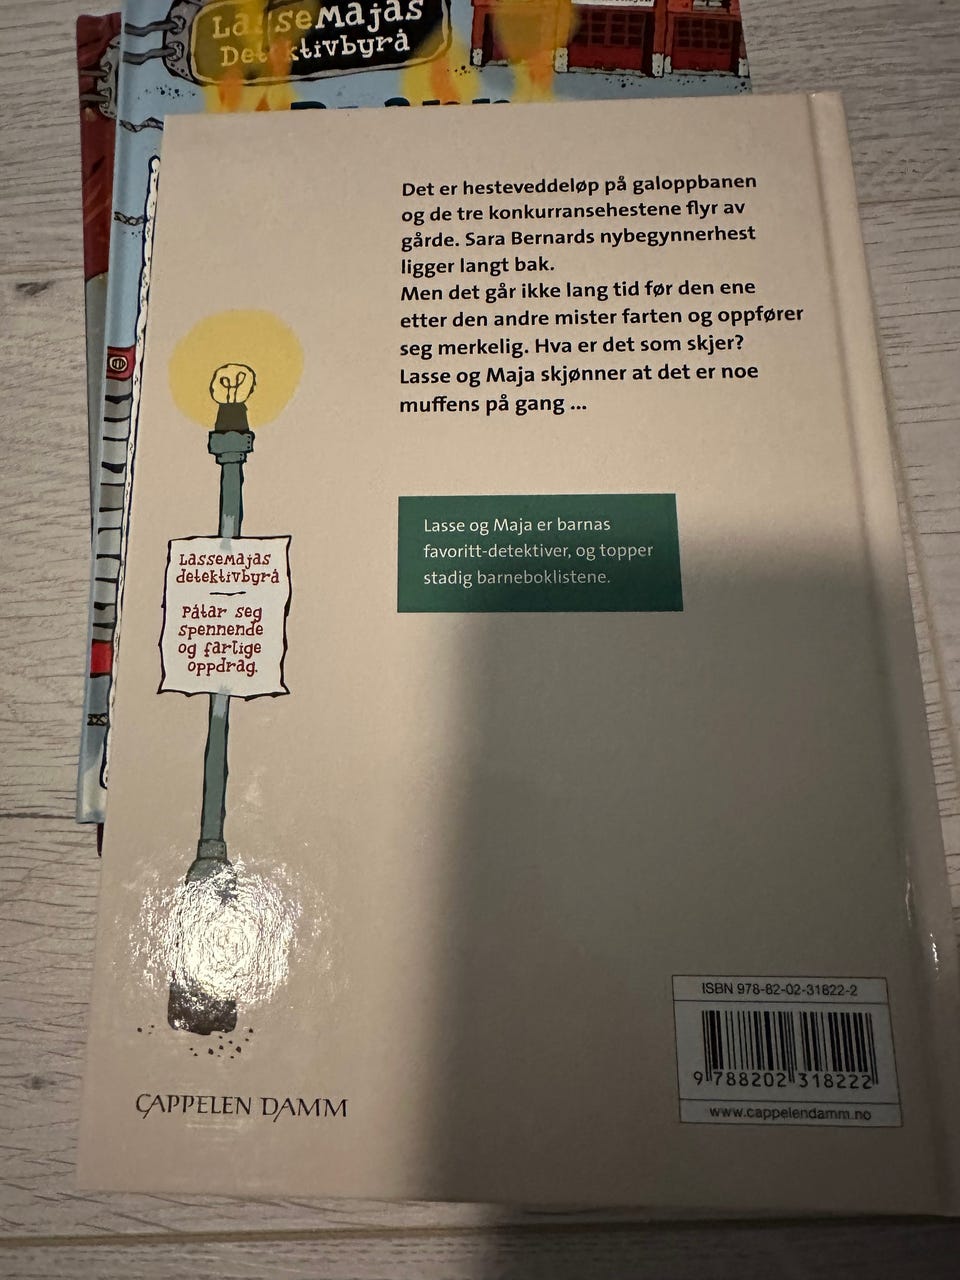 LasseMajas
Detektivbyrå
Det er hesteveddeløp på galoppbanen
og de tre konkurransehestene flyr av
gårde. Sara Bernards nybegynnerhest
ligger langt bak.
Men det går ikke lang tid før den ene
etter den andre mister farten og oppfører
seg merkelig. Hva er det som skjer?
Lasse og Maja skjønner at det er noe
muffens på gang ...
Lasse og Maja er barnas
favoritt-detektiver, og topper
stadig barneboklistene.
LasseMajas
detektivbyrå
Påtar seg
spennende
og farlige
oppdrag.
ISBN 978-82-02-31822-2
9 788202 318222
www.cappelendamm.no
CAPPELEN DAMM